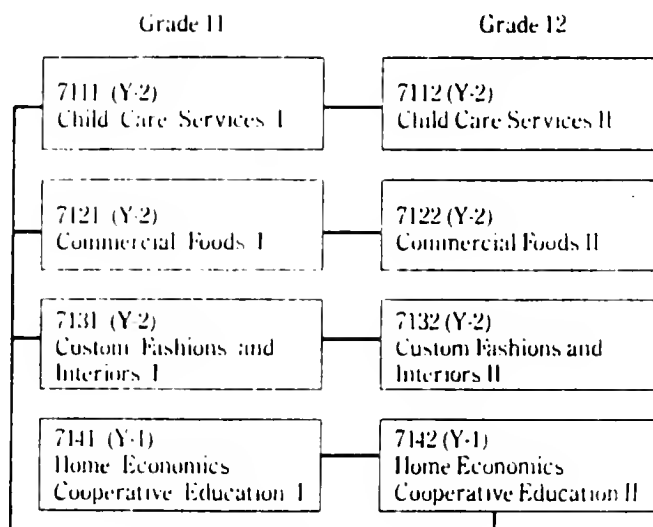 Grade 11
Grade 12
7111 (Y-2)
Child Care Services I
7112 (Y-2)
Child Care Services II
7121 (Y-2)
Commercial Foods I
7122 (Y-2)
Commercial Foods II
7131 (Y-2)
Custom Fashions and
Interiors I
7132 (Y-2)
Custom Fashions and
Interiors II
7141 (Y-1)
Home Economics
Cooperative Education I
7142 (Y-1)
Home Economics
Cooperative Education II